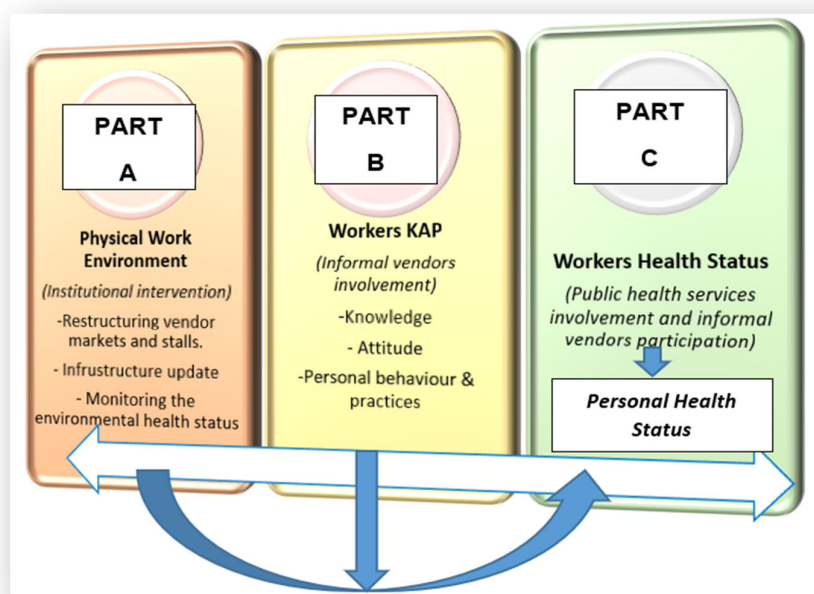 PART
A
Physical Work
Environment
(Institutional intervention)
-Restructuring vendor
markets and stalls.
- Infrustructure update
- Monitoring the
environmental health status
PART
B
Workers KAP
(Informal vendors
involvement)
-Knowledge
- Attitude
-Personal behaviour &
practices
PART
C
Workers Health Status
(Public health services
involvement and informal
vendors participation)
Personal Health
Status